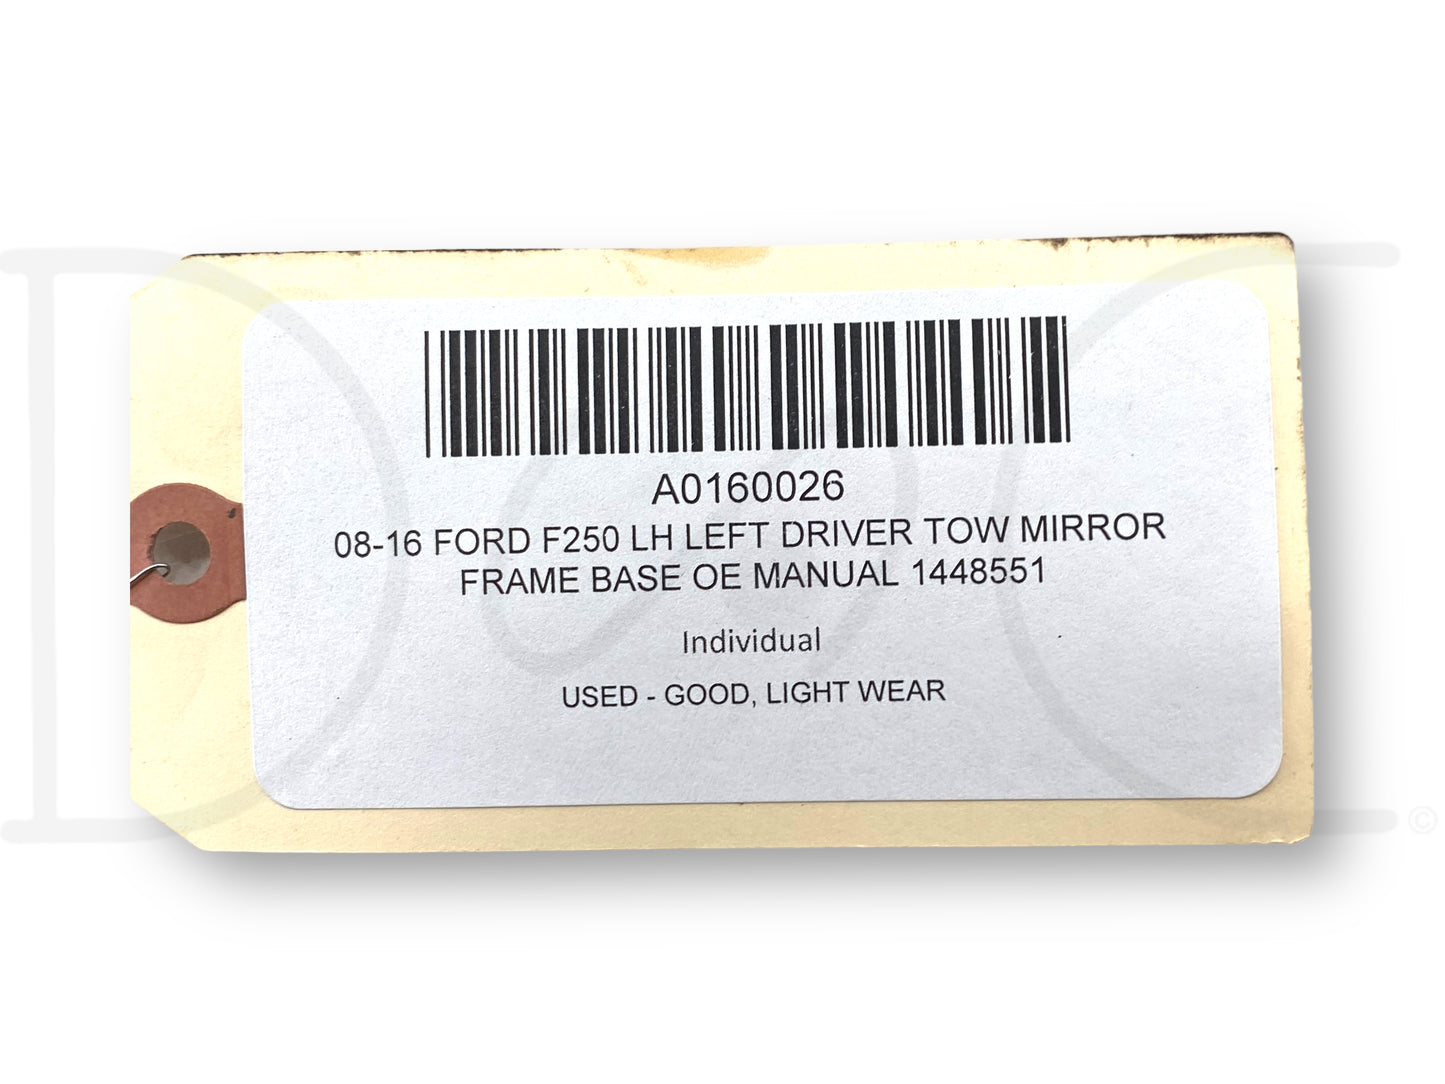 A0160026
08-16 FORD F250 LH LEFT DRIVER TOW MIRROR
FRAME BASE OE MANUAL 1448551
Individual
USED - GOOD, LIGHT WEAR
D C
©